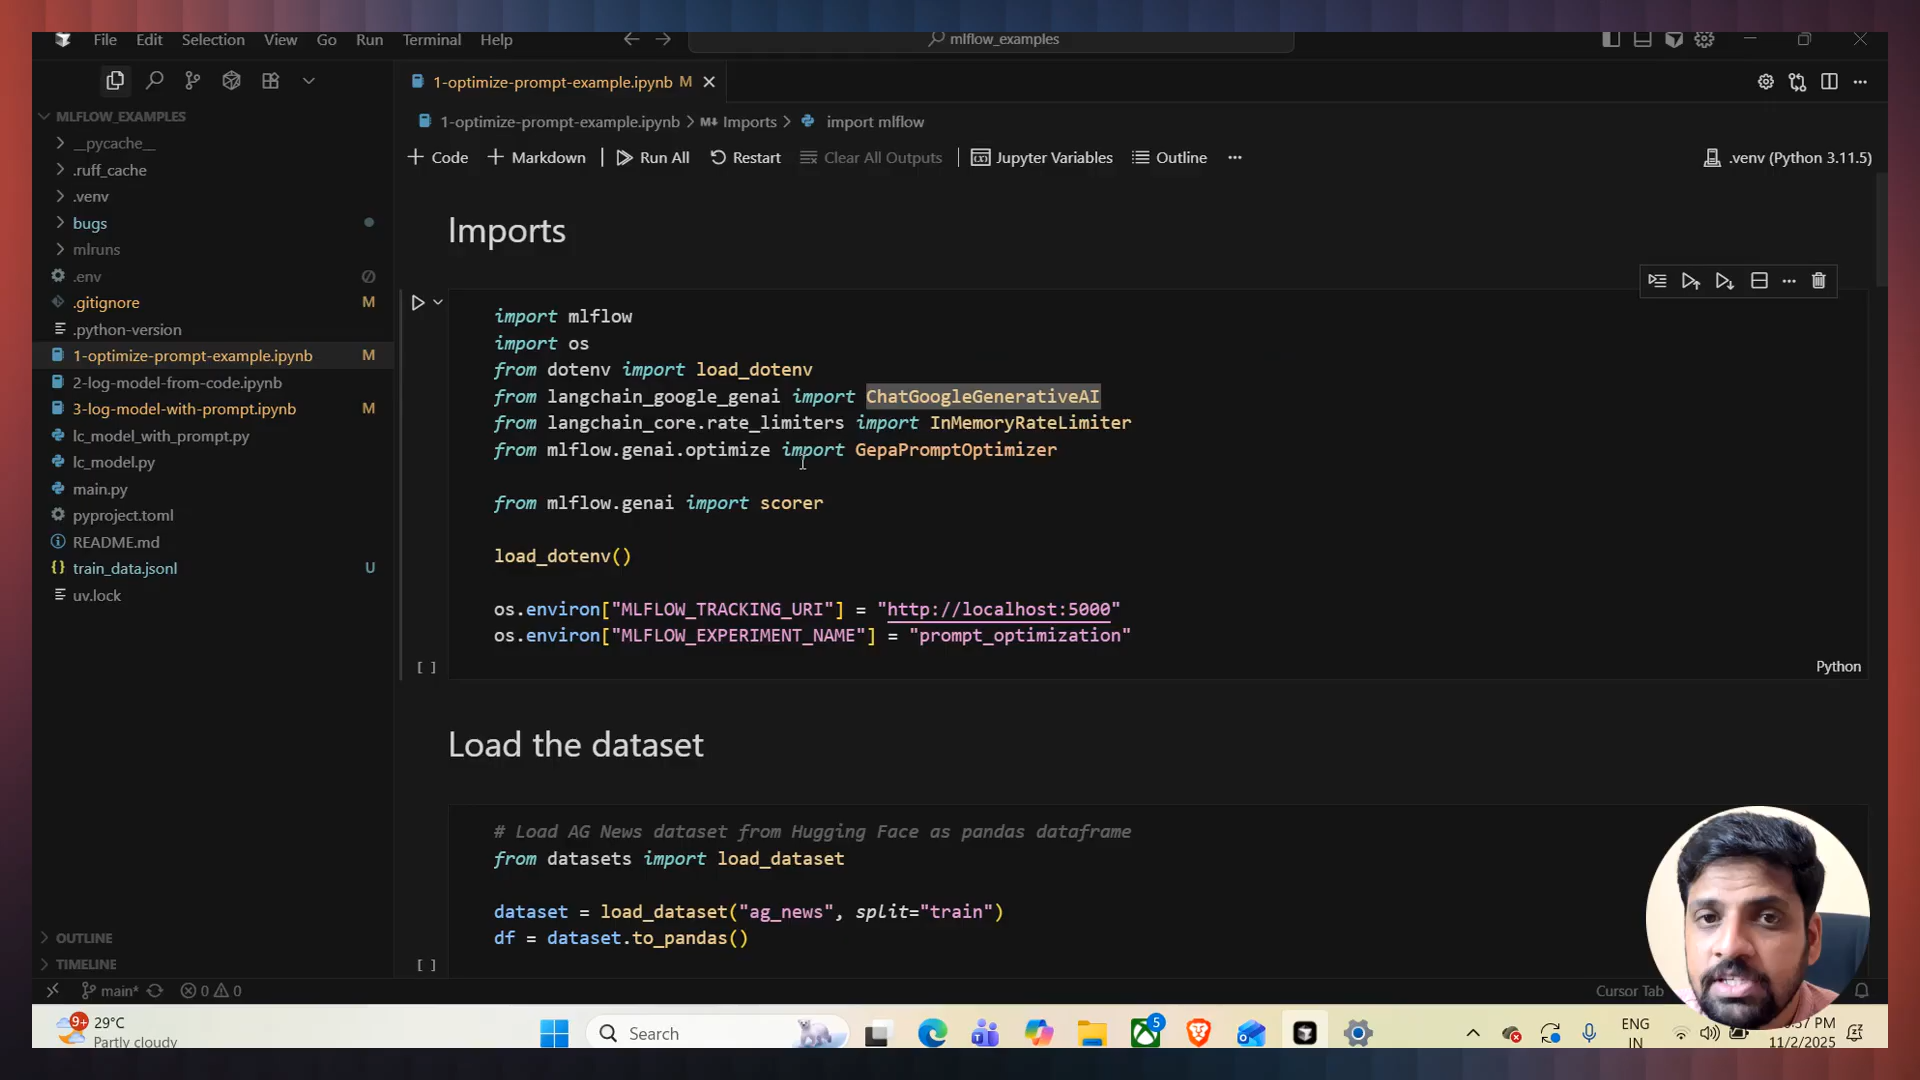 File Edit Selection View Go Run Terminal Help
mlflow_examples
1-optimize-prompt-example.ipynb M
MLFLOW_EXAMPLES
__pycache__
.ruff_cache
.venv
bugs
mlruns
.env
.gitignore M
.python-version
1-optimize-prompt-example.ipynb M
2-log-model-from-code.ipynb
3-log-model-with-prompt.ipynb M
lc_model_with_prompt.py
lc_model.py
main.py
pyproject.toml
README.md
train_data.jsonl U
uv.lock
OUTLINE
TIMELINE
1-optimize-prompt-example.ipynb > M↓ Imports > import mlflow
+ Code + Markdown Run All Restart Clear All Outputs Jupyter Variables Outline ...
.venv (Python 3.11.5)
Imports
import mlflow
import os
from dotenv import load_dotenv
from langchain_google_genai import ChatGoogleGenerativeAI
from langchain_core.rate_limiters import InMemoryRateLimiter
from mlflow.genai.optimize import GepaPromptOptimizer
from mlflow.genai import scorer
load_dotenv()
os.environ["MLFLOW_TRACKING_URI"] = "http://localhost:5000"
os.environ["MLFLOW_EXPERIMENT_NAME"] = "prompt_optimization"
[ ]
Python
Load the dataset
# Load AG News dataset from Hugging Face as pandas dataframe
from datasets import load_dataset
dataset = load_dataset("ag_news", split="train")
df = dataset.to_pandas()
[ ]
main* 0 0
Cursor Tab
9+
29°C
Partly cloudy
Search
5
ENG
IN
PM
11/2/2025